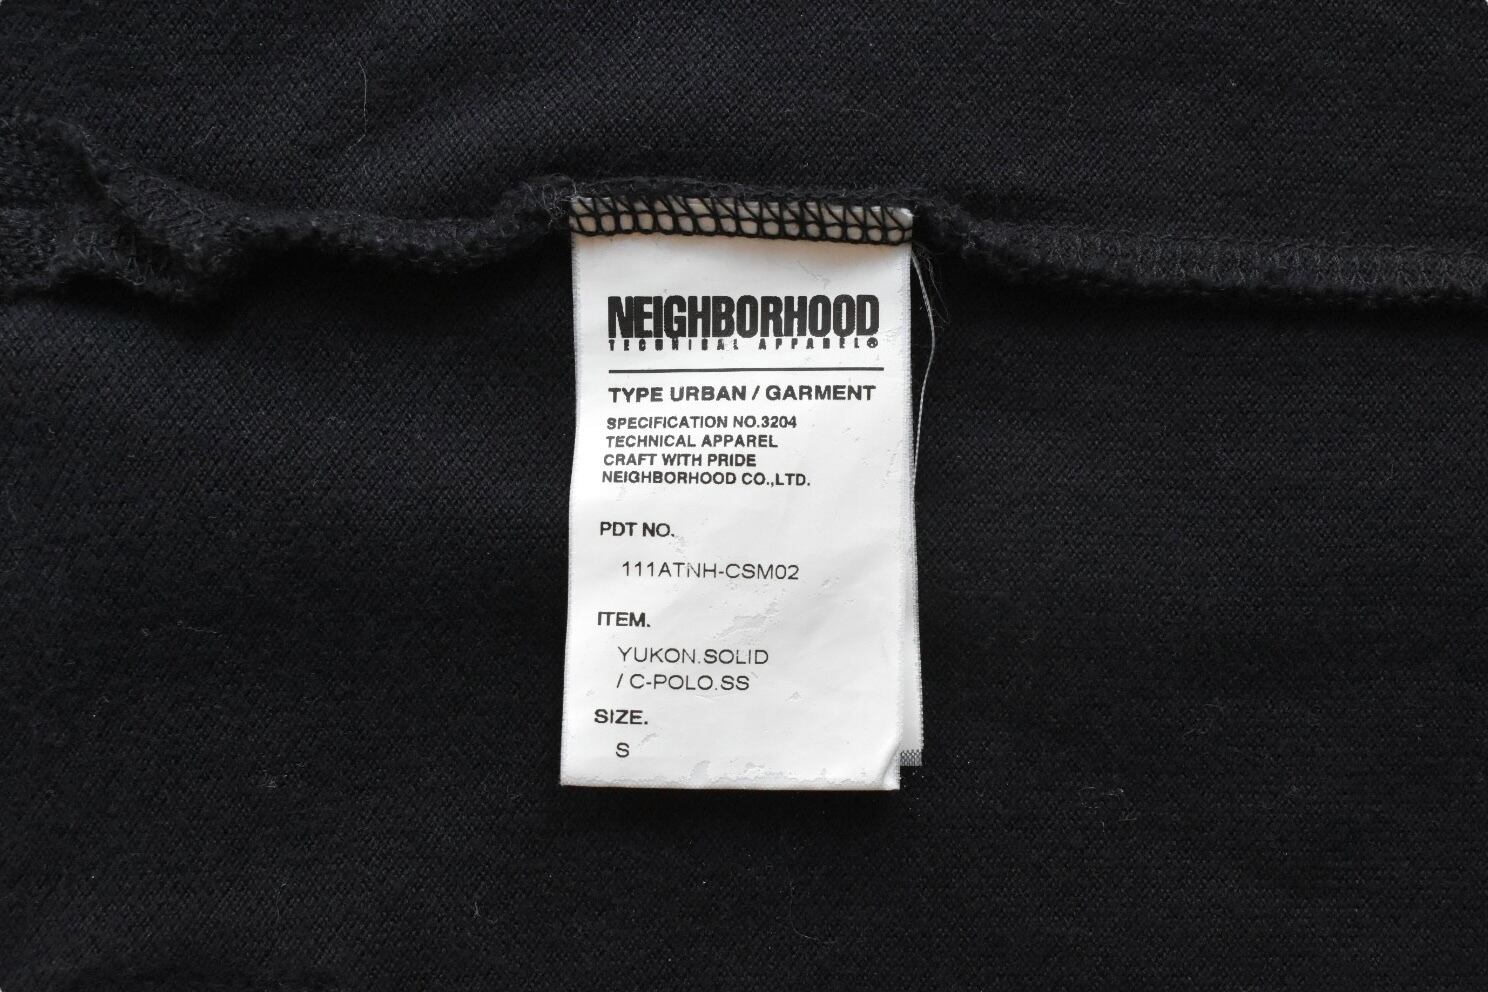 NEIGHBORHOOD
TECHNICAL APPAREL®
TYPE URBAN / GARMENT
SPECIFICATION NO.3204
TECHNICAL APPAREL
CRAFT WITH PRIDE
NEIGHBORHOOD CO.,LTD.
PDT NO.
111ATNH-CSM02
ITEM.
YUKON.SOLID
/ C-POLO.SS
SIZE.
S